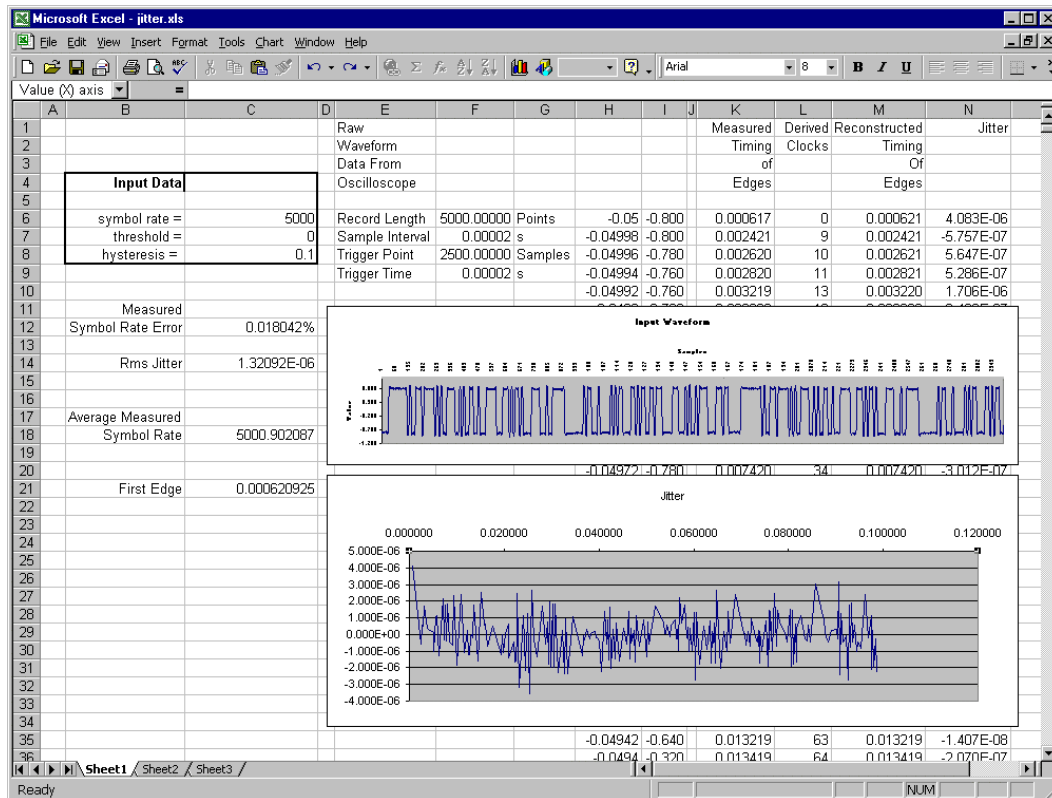 Microsoft Excel - jitter.xls
File Edit View Insert Format Tools Chart Window Help
Arial 8 B I U
Value (X) axis =
A B C D E F G H I J K L M N
1 Raw Measured Derived Reconstructed Jitter
2 Waveform Timing Clocks Timing
3 Data From of Of
4 Input Data Oscilloscope Edges Edges
5
6 symbol rate = 5000 Record Length 5000.00000 Points -0.05 -0.800 0.000617 0 0.000621 4.083E-06
7 threshold = 0 Sample Interval 0.00002 s -0.04998 -0.800 0.002421 9 0.002421 -5.757E-07
8 hysteresis = 0.1 Trigger Point 2500.00000 Samples -0.04996 -0.780 0.002620 10 0.002621 5.647E-07
9 Trigger Time 0.00002 s -0.04994 -0.760 0.002820 11 0.002821 5.286E-07
10 -0.04992 -0.760 0.003219 13 0.003220 1.706E-06
11 Measured
12 Symbol Rate Error 0.018042%
Input Waveform
13
Samples
14 Rms Jitter 1.32092E-06
15
16
Value
17 Average Measured
18 Symbol Rate 5000.902087
19
20 -0.04972 -0.780 0.007420 34 0.007420 -3.012E-07
21 First Edge 0.000620925
Jitter
22
23
0.000000 0.020000 0.040000 0.060000 0.080000 0.100000 0.120000
24
5.000E-06
25
4.000E-06
26
3.000E-06
27
2.000E-06
28
1.000E-06
29
0.000E+00
30
-1.000E-06
31
-2.000E-06
32
-3.000E-06
33
-4.000E-06
34
35 -0.04942 -0.640 0.013219 63 0.013219 -1.407E-08
36 -0.0494 -0.320 0.013419 64 0.013419 -2.070E-07
Sheet1 Sheet2 Sheet3
Ready NUM